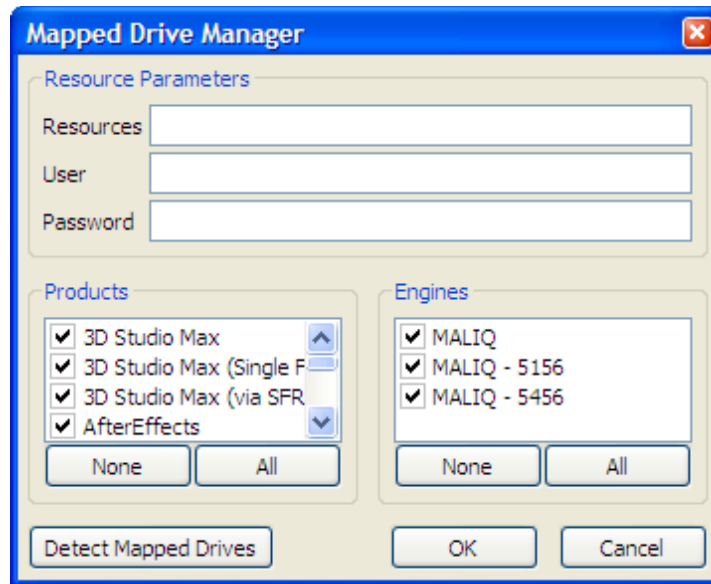 Mapped Drive Manager
Resource Parameters
Resources
User
Password
Products
3D Studio Max
3D Studio Max (Single F
3D Studio Max (via SFR
AfterEffects
None All
Engines
MALIQ
MALIQ - 5156
MALIQ - 5456
None All
Detect Mapped Drives OK Cancel